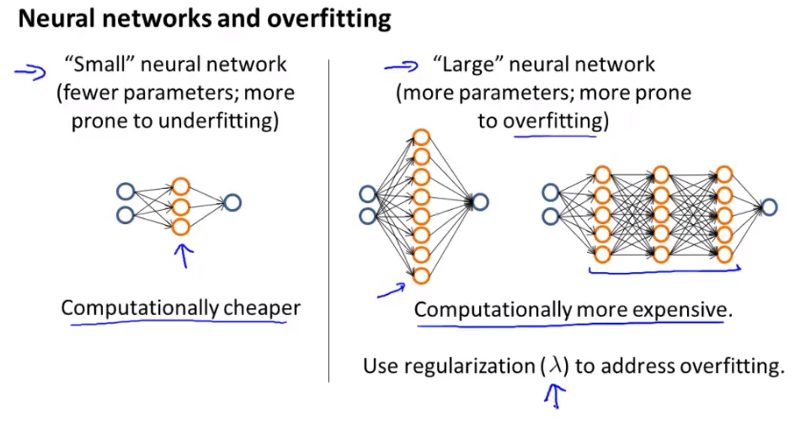 Neural networks and overfitting
“Small” neural network
(fewer parameters; more
prone to underfitting)
Computationally cheaper
“Large” neural network
(more parameters; more prone
to overfitting)
Computationally more expensive.
Use regularization (λ) to address overfitting.